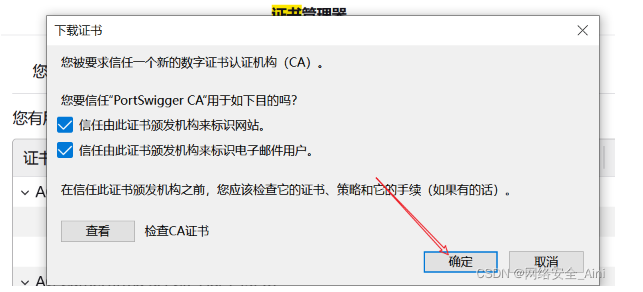 证书管理器
下载证书
您被要求信任一个新的数字证书认证机构（CA）。
您
您要信任“PortSwigger CA”用于如下目的吗？
您有
信任由此证书颁发机构来标识网站。
证书
信任由此证书颁发机构来标识电子邮件用户。
在信任此证书颁发机构之前，您应该检查它的证书、策略和它的手续（如果有的话）。
查看
检查CA证书
确定
取消
CSDN @网络安全_Aini